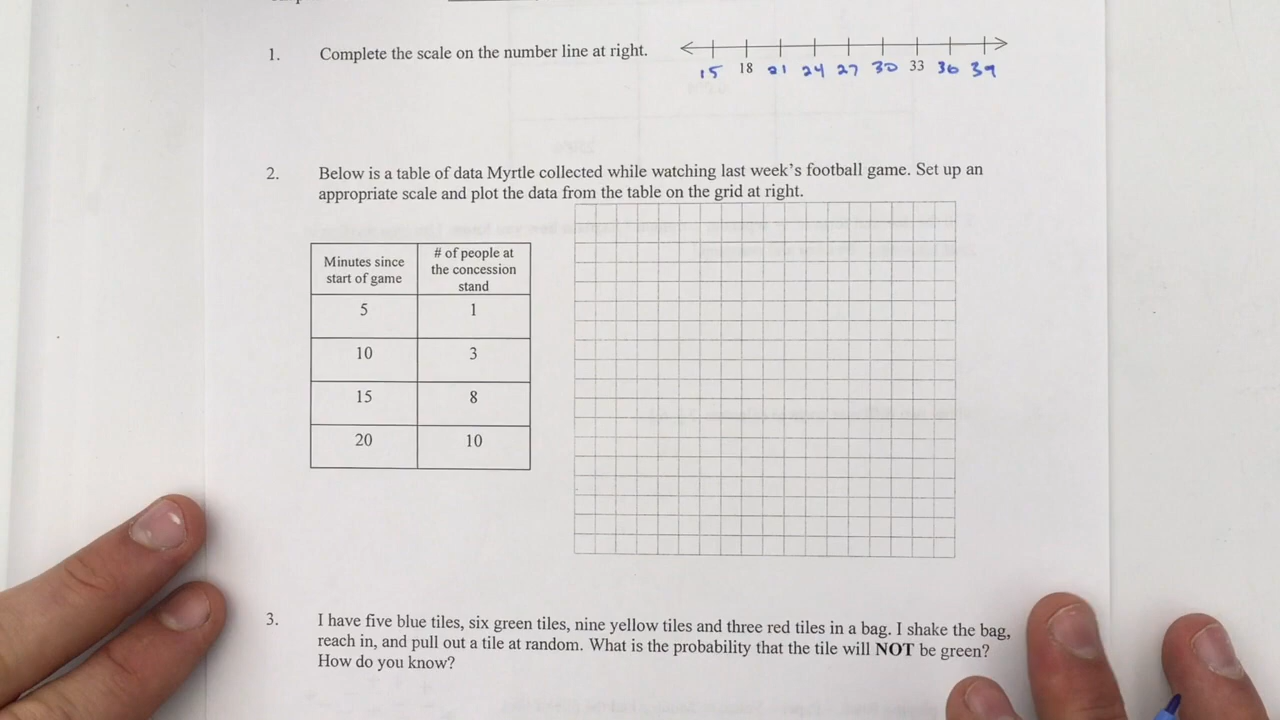 1. Complete the scale on the number line at right.
15 18 21 24 27 30 33 36 39
2. Below is a table of data Myrtle collected while watching last week's football game. Set up an
appropriate scale and plot the data from the table on the grid at right.
Minutes since
start of game
# of people at
the concession
stand
5 1
10 3
15 8
20 10
3. I have five blue tiles, six green tiles, nine yellow tiles and three red tiles in a bag. I shake the bag,
reach in, and pull out a tile at random. What is the probability that the tile will NOT be green?
How do you know?